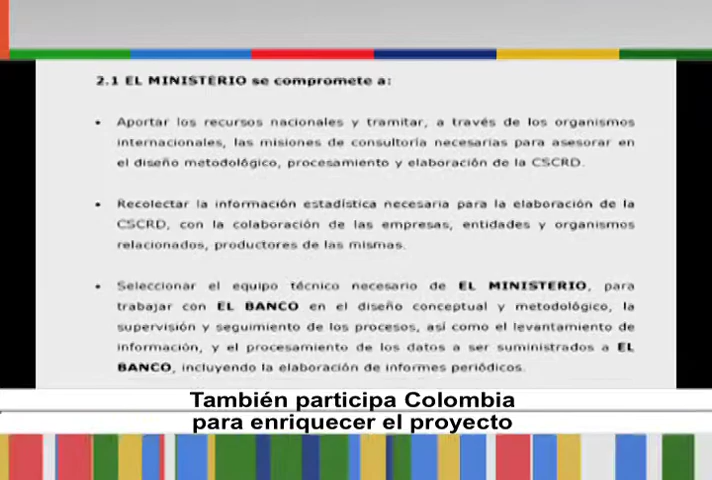 2.1 EL MINISTERIO se compromete a:
• Aportar los recursos nacionales y tramitar, a través de los organismos
internacionales, las misiones de consultoría necesarias para asesorar en
el diseño metodológico, procesamiento y elaboración de la CSCRD.
• Recolectar la información estadística necesaria para la elaboración de la
CSCRD, con la colaboración de las empresas, entidades y organismos
relacionados, productores de las mismas.
• Seleccionar el equipo técnico necesario de EL MINISTERIO, para
trabajar con EL BANCO en el diseño conceptual y metodológico, la
supervisión y seguimiento de los procesos, así como el levantamiento de
información, y el procesamiento de los datos a ser suministrados a EL
BANCO, incluyendo la elaboración de informes periódicos.
También participa Colombia
para enriquecer el proyecto